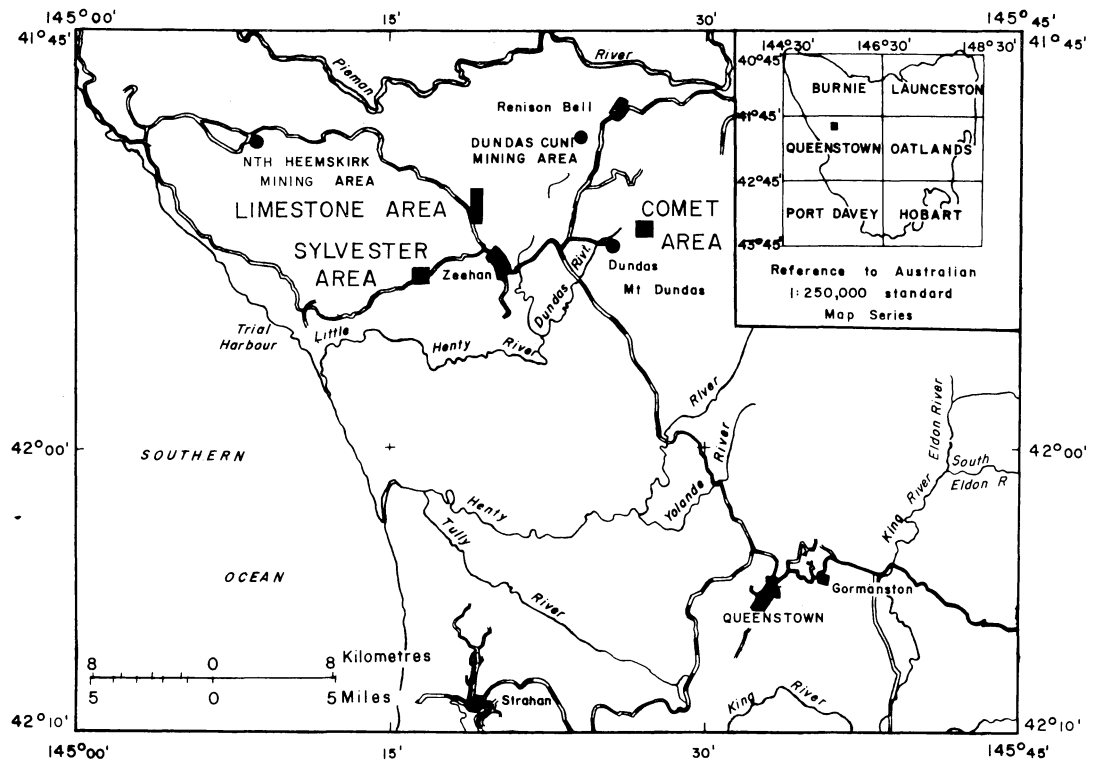 145°00'
15'
30'
145°45'
41°45'
41°45'
144°30' 146°30' 148°30'
40°45'
41°45'
42°45'
43°45'
BURNIE LAUNCESTON
QUEENSTOWN OATLANDS
PORT DAVEY HOBART
Reference to Australian
1:250,000 standard
Map Series
Pieman
River
Renison Bell
DUNDAS CUNI
MINING AREA
NTH HEEMSKIRK
MINING AREA
LIMESTONE AREA
COMET
AREA
SYLVESTER
AREA
Zeehan
Dundas
Mt Dundas
Dundas Rivt.
Trial
Harbour
Little
Henty
River
River
River
Yolande
Eldon River
South
Eldon R
King River
42°00'
42°00'
SOUTHERN
OCEAN
Henty
Tully
River
Gormanston
QUEENSTOWN
8 0 8 Kilometres
5 0 5 Miles
Strahan
King River
42°10'
42°10'
145°00'
15'
30'
145°45'